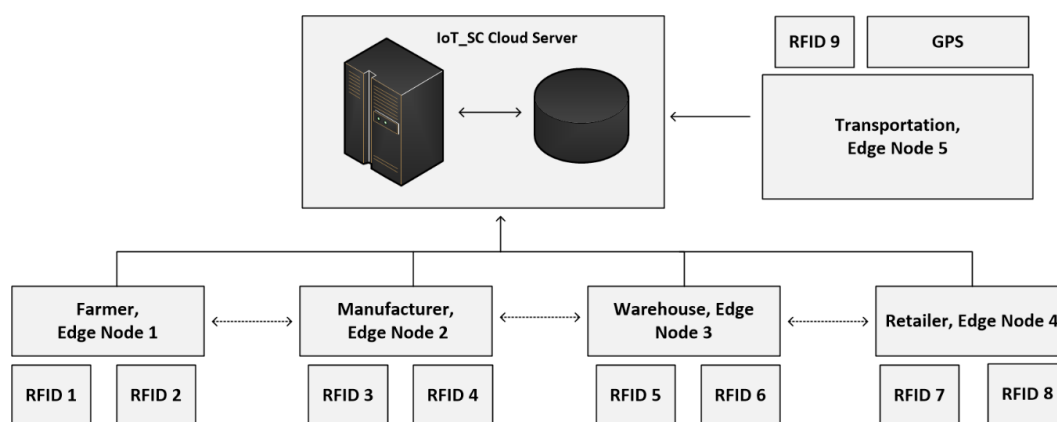 IoT_SC Cloud Server
RFID 9
GPS
Transportation,
Edge Node 5
Farmer,
Edge Node 1
Manufacturer,
Edge Node 2
Warehouse, Edge
Node 3
Retailer, Edge Node 4
RFID 1
RFID 2
RFID 3
RFID 4
RFID 5
RFID 6
RFID 7
RFID 8